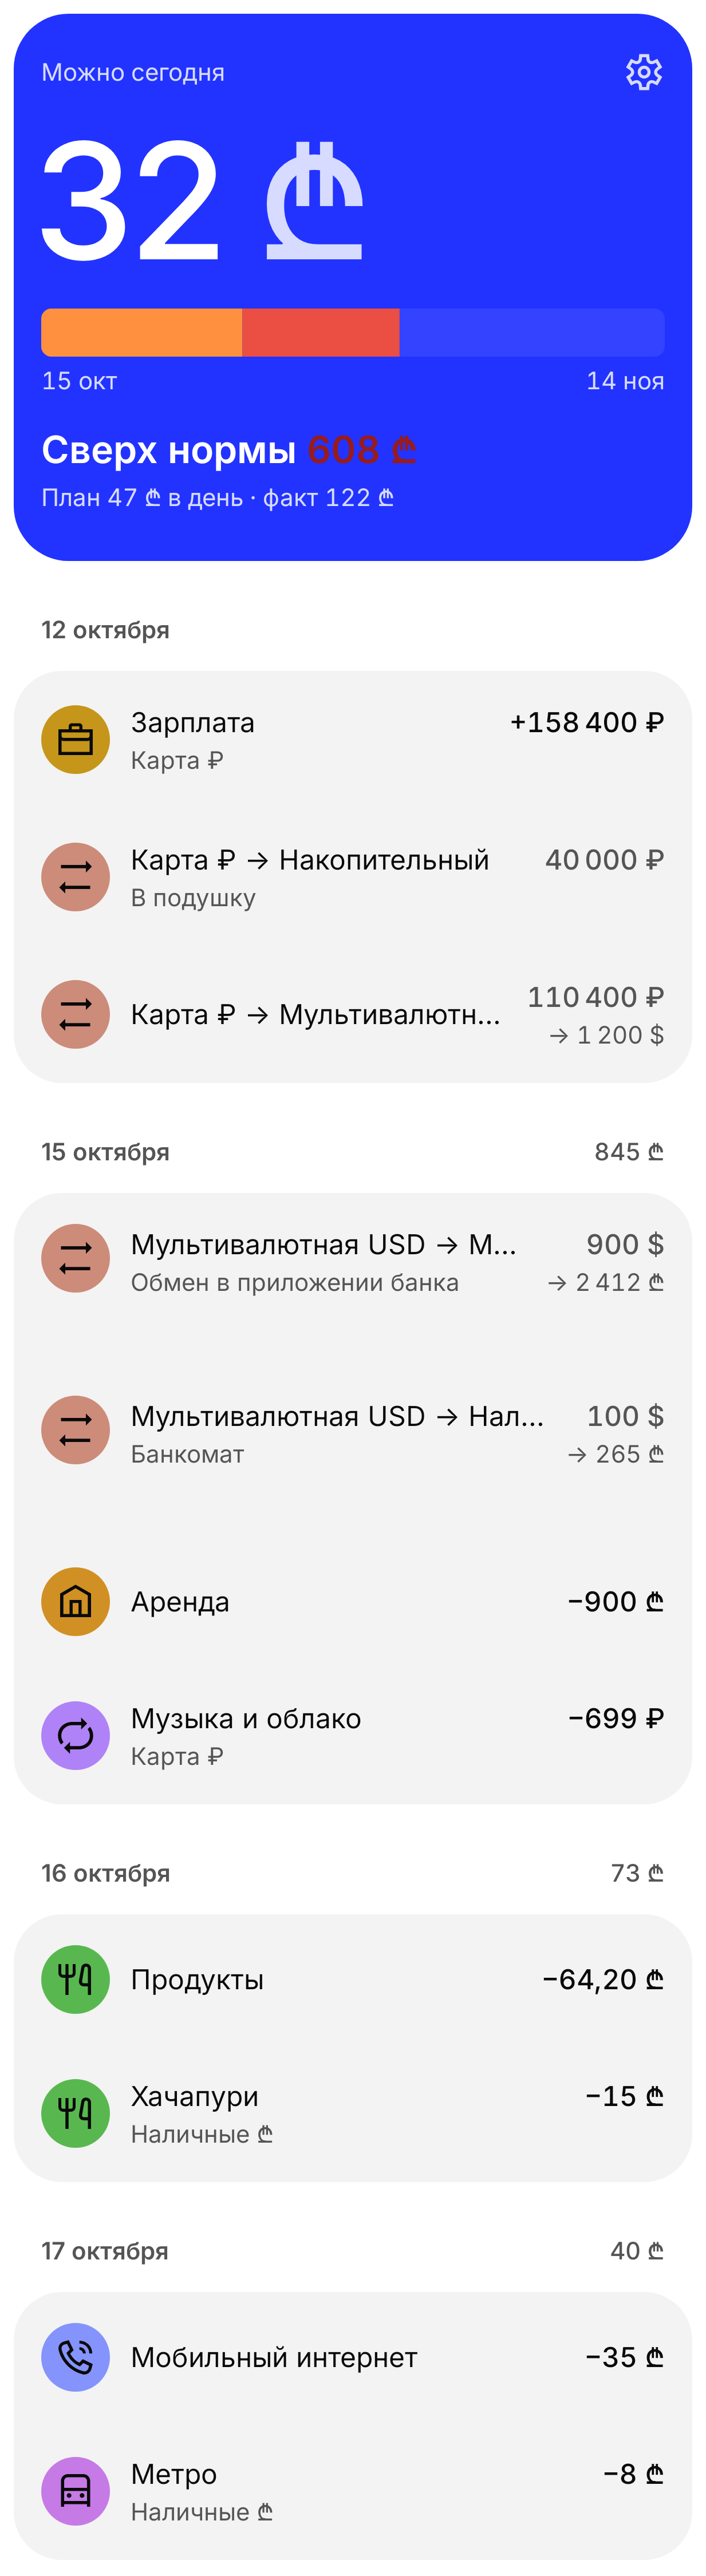 Можно сегодня
32 ₾
15 окт
14 ноя
Сверх нормы 608 ₾
План 47 ₾ в день · факт 122 ₾
12 октября
Зарплата
+158 400 ₽
Карта ₽
Карта ₽ → Накопительный
40 000 ₽
В подушку
Карта ₽ → Мультивалютн...
110 400 ₽
→ 1 200 $
15 октября
845 ₾
Мультивалютная USD → М...
900 $
Обмен в приложении банка
→ 2 412 ₾
Мультивалютная USD → Нал...
100 $
Банкомат
→ 265 ₾
Аренда
−900 ₾
Музыка и облако
−699 ₽
Карта ₽
16 октября
73 ₾
Продукты
−64,20 ₾
Хачапури
−15 ₾
Наличные ₾
17 октября
40 ₾
Мобильный интернет
−35 ₾
Метро
−8 ₾
Наличные ₾